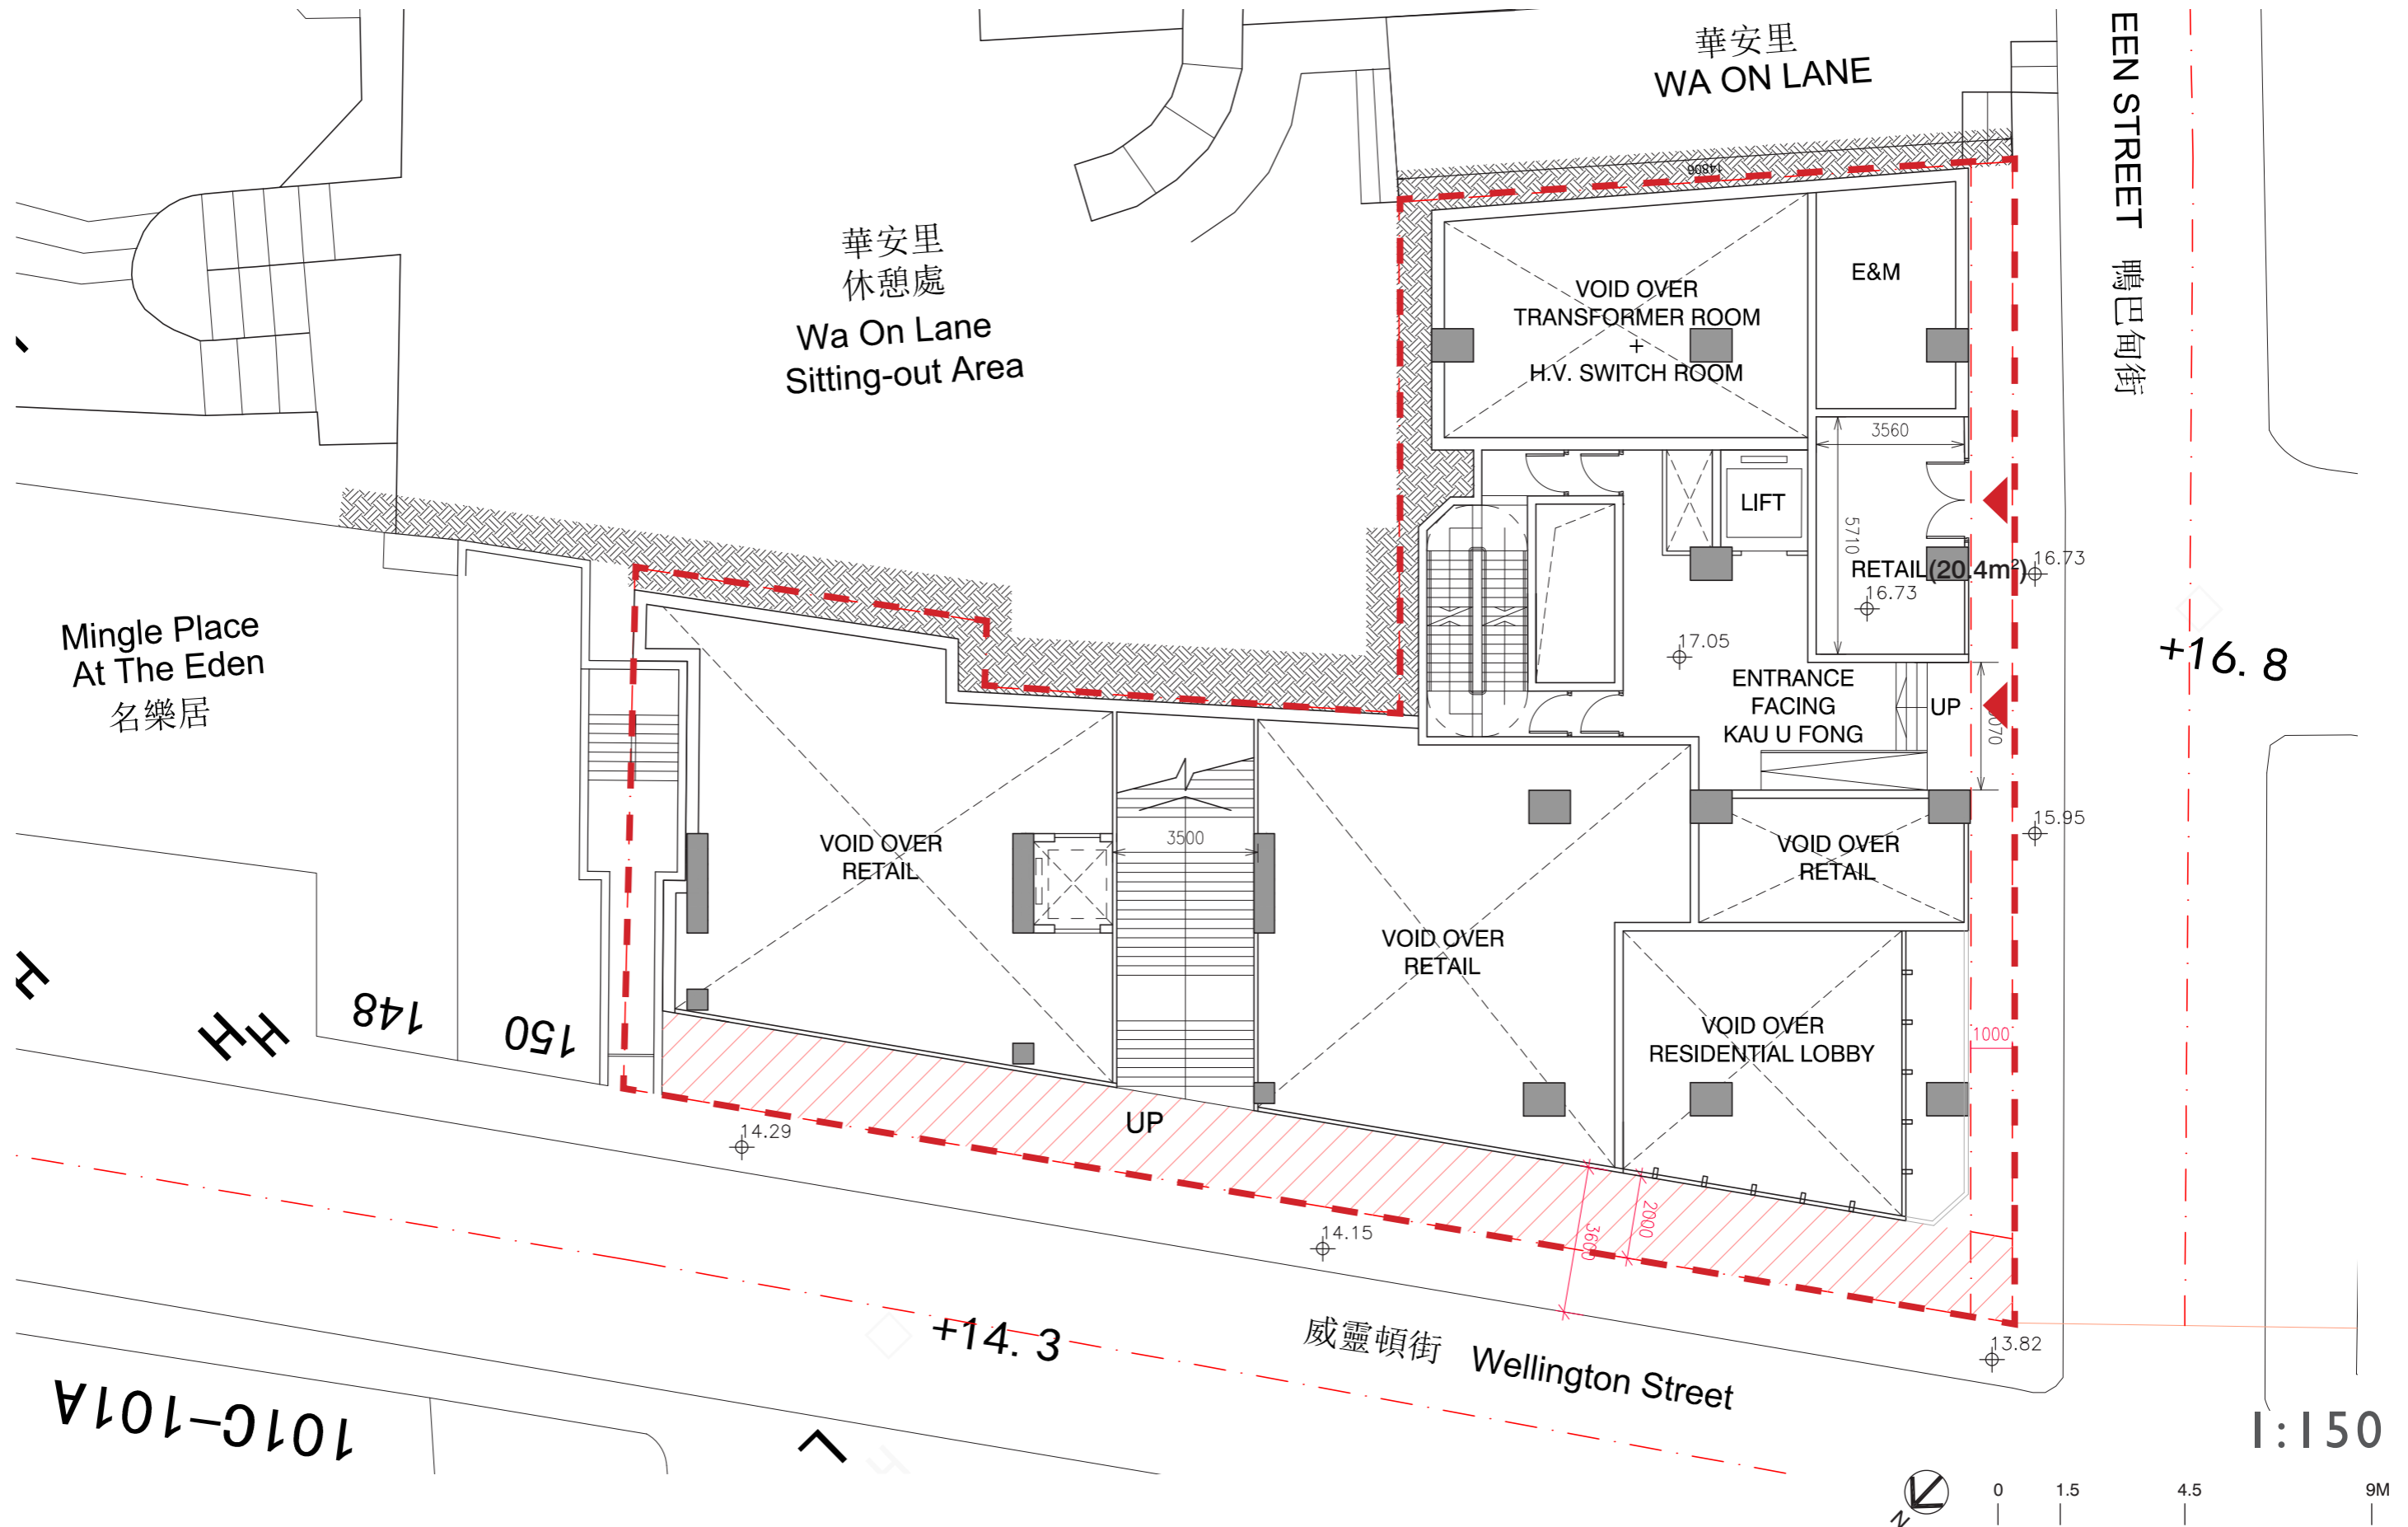 華安里
WA ON LANE
EEN STREET 鴨巴甸街
14806
華安里
休憩處
Wa On Lane
Sitting-out Area
VOID OVER
TRANSFORMER ROOM
+
H.V. SWITCH ROOM
E&M
3560
LIFT
5710
RETAIL(20.4m²)
16.73
16.73
17.05
ENTRANCE
FACING
KAU U FONG
UP
+16.8
Mingle Place
At The Eden
名樂居
15.95
VOID OVER
RETAIL
3500
VOID OVER
RETAIL
VOID OVER
RETAIL
VOID OVER
RESIDENTIAL LOBBY
1000
H
HH
148
150
UP
14.29
14.15
2000
3600
13.82
+14.3
威靈頓街 Wellington Street
101C-101A
L
1:150
N
0 1.5 4.5 9M